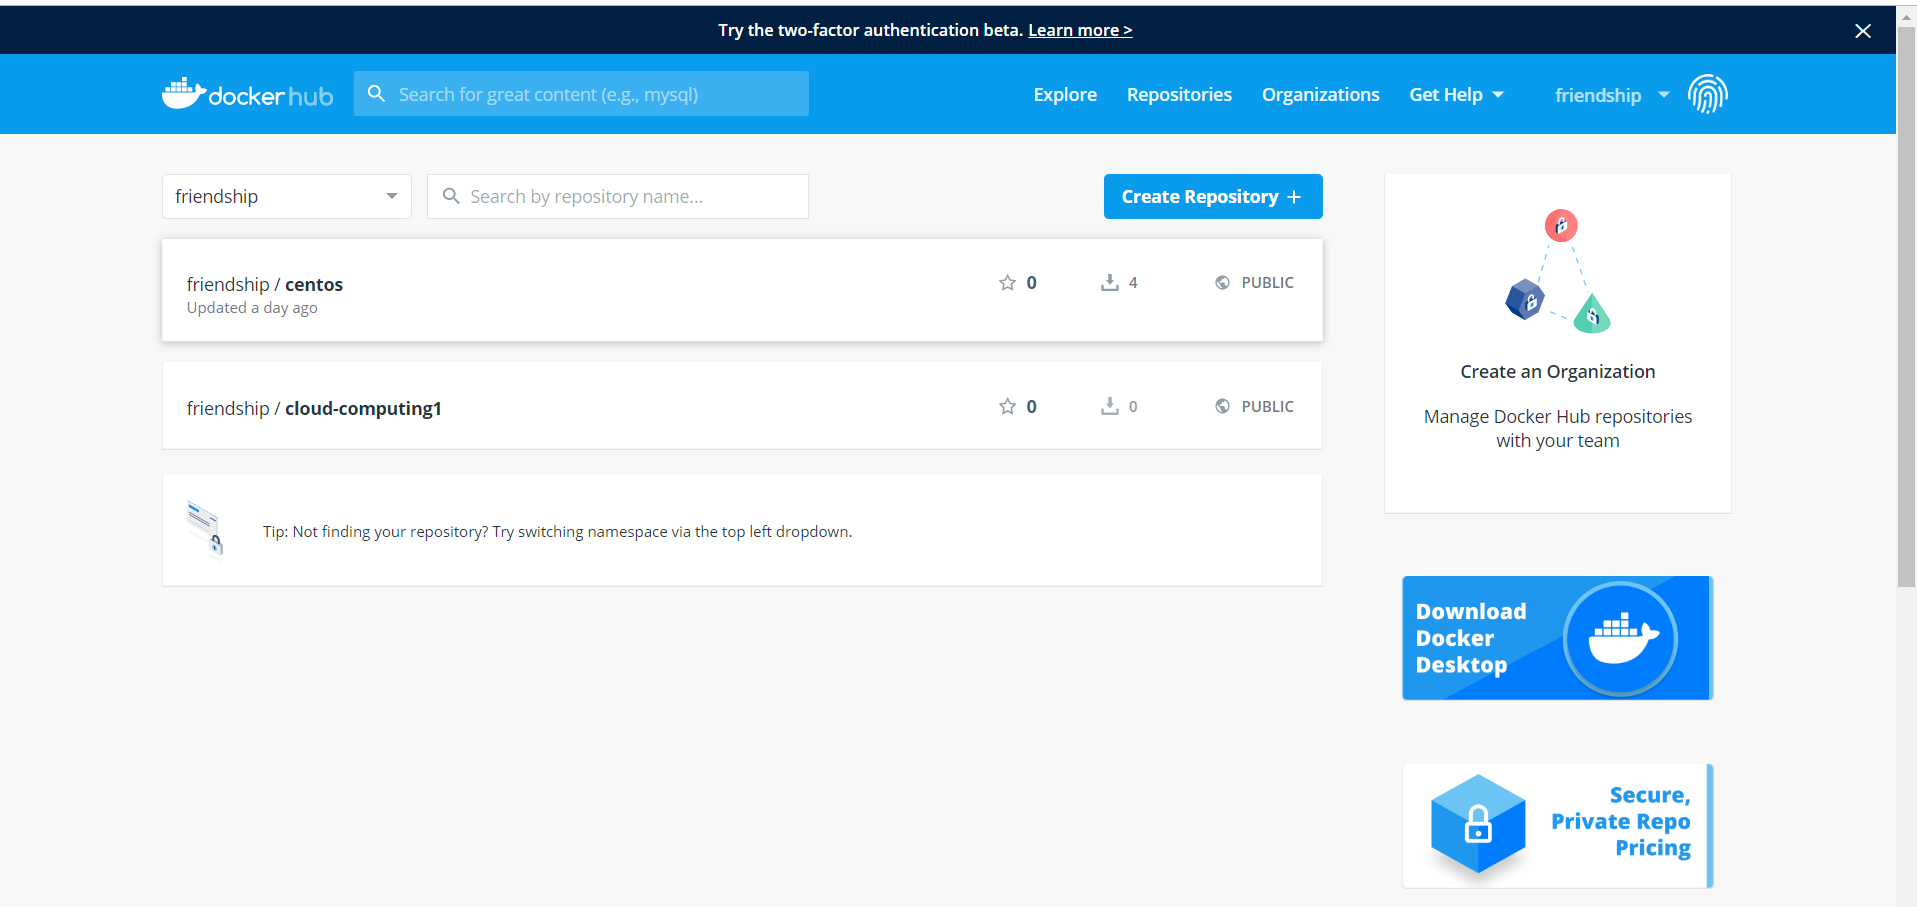 Try the two-factor authentication beta. Learn more >
docker hub
Search for great content (e.g., mysql)
Explore
Repositories
Organizations
Get Help
friendship
friendship
Search by repository name...
Create Repository +
friendship / centos
Updated a day ago
0
4
PUBLIC
friendship / cloud-computing1
0
0
PUBLIC
Tip: Not finding your repository? Try switching namespace via the top left dropdown.
Create an Organization
Manage Docker Hub repositories
with your team
Download
Docker
Desktop
Secure,
Private Repo
Pricing